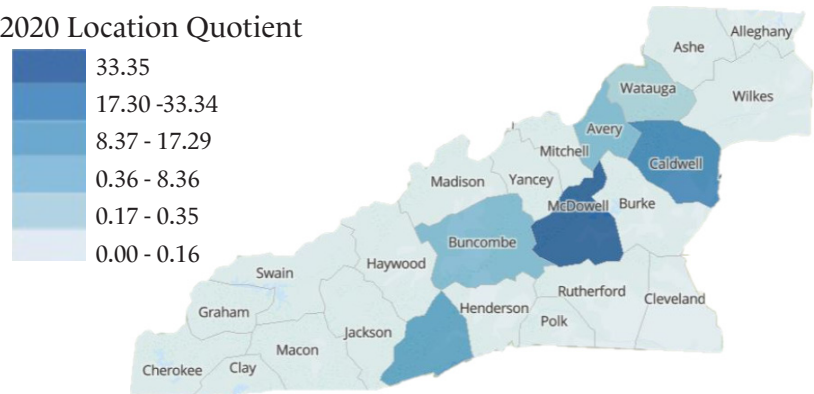 2020 Location Quotient
33.35
17.30 -33.34
8.37 - 17.29
0.36 - 8.36
0.17 - 0.35
0.00 - 0.16
Alleghany
Ashe
Watauga
Wilkes
Avery
Mitchell
Caldwell
Madison
Yancey
McDowell
Burke
Buncombe
Haywood
Swain
Rutherford
Cleveland
Graham
Henderson
Polk
Jackson
Macon
Cherokee
Clay